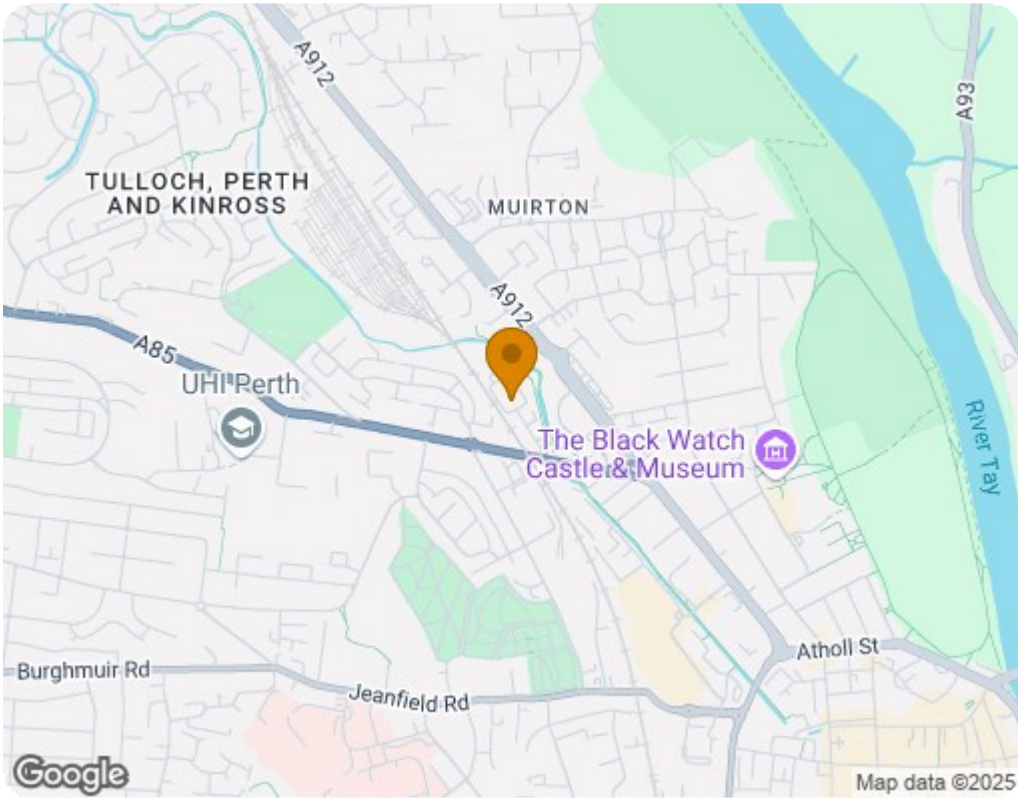 A912
A93
TULLOCH, PERTH
AND KINROSS
MUIRTON
A912
A85
UHI Perth
The Black Watch
Castle & Museum
River Tay
Atholl St
Burghmuir Rd
Jeanfield Rd
Google
Map data ©2025